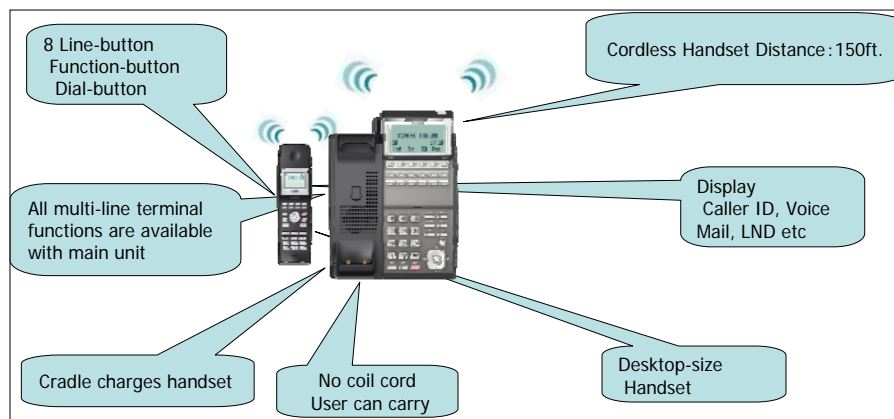 8 Line-button
Function-button
Dial-button
Cordless Handset Distance:150ft.
All multi-line terminal
functions are available
with main unit
Display
Caller ID, Voice
Mail, LND etc
Cradle charges handset
No coil cord
User can carry
Desktop-size
Handset